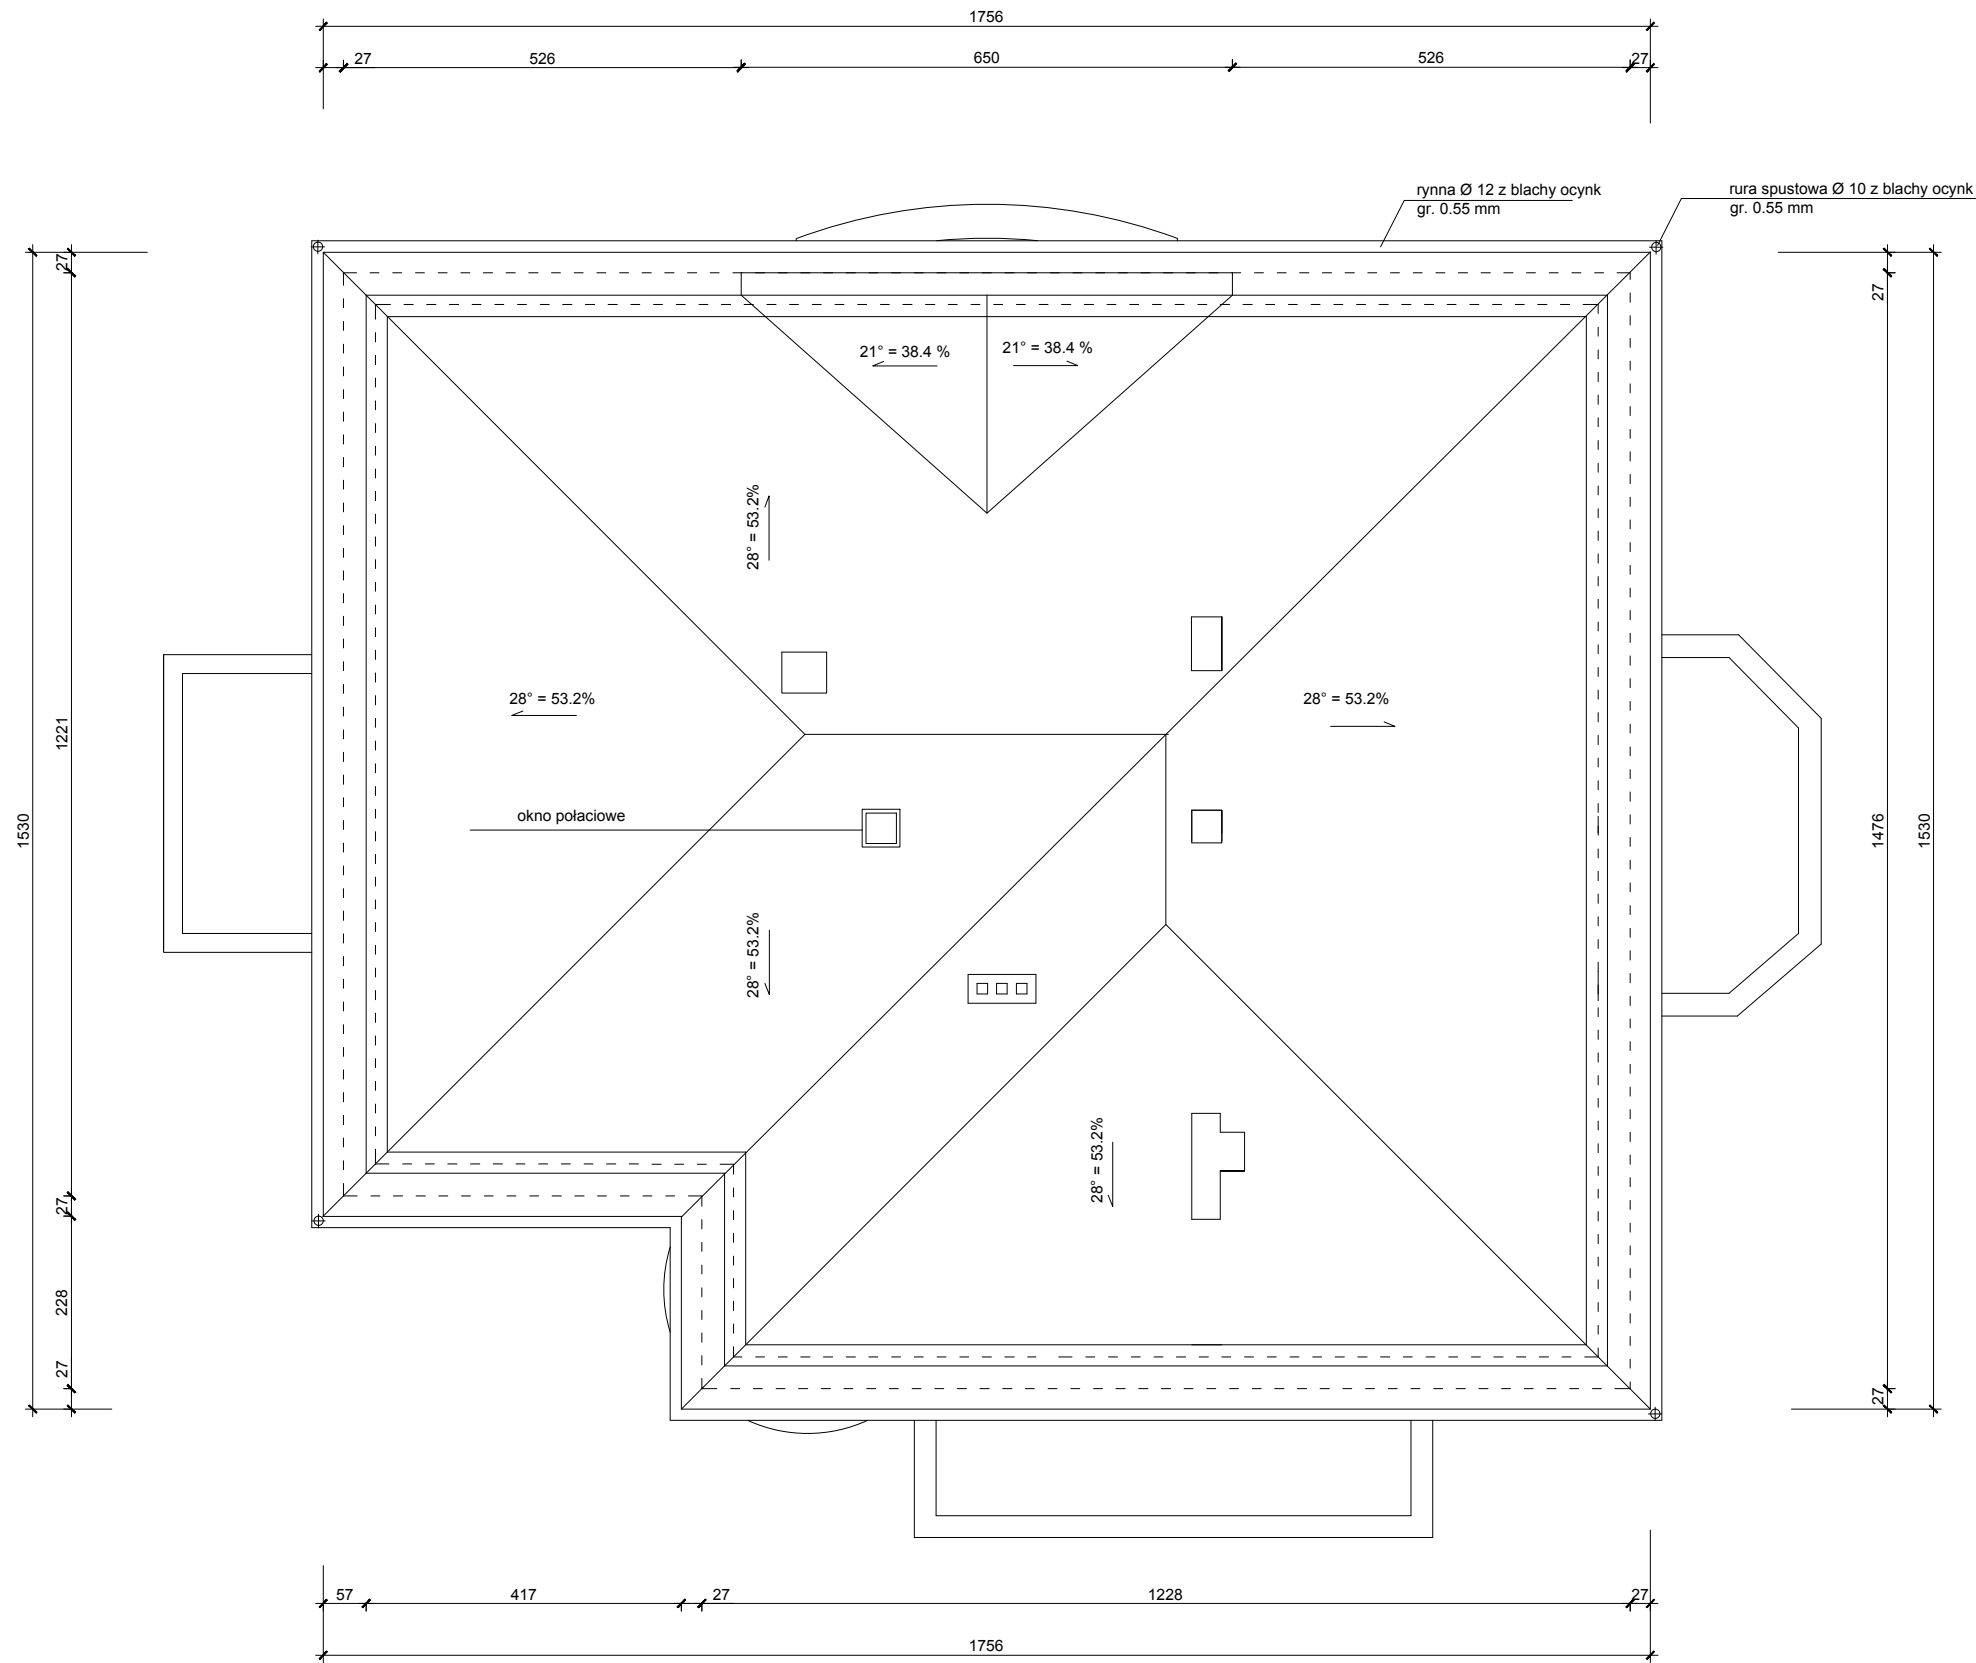 1756
27
526
650
526
27
rynna Ø 12 z blachy ocynk
gr. 0.55 mm
rura spustowa Ø 10 z blachy ocynk
gr. 0.55 mm
27
27
21° = 38.4 %
21° = 38.4 %
28° = 53.2%
28° = 53.2%
28° = 53.2%
1221
1530
okno połaciowe
1476
1530
28° = 53.2%
28° = 53.2%
27
228
27
27
57
417
27
1228
27
1756